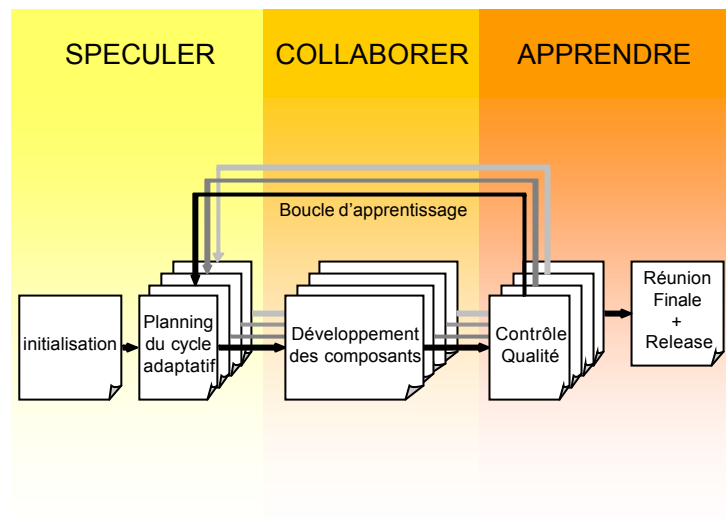 SPECULER
COLLABORER
APPRENDRE
Boucle d'apprentissage
initialisation
Planning
du cycle
adaptatif
Développement
des composants
Contrôle
Qualité
Réunion
Finale
+
Release